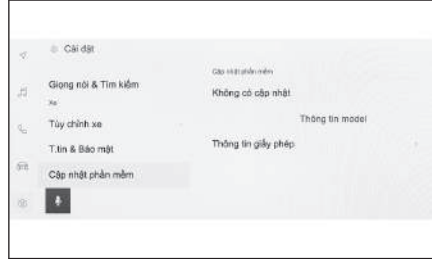 Cài đặt
Giọng nói & Tìm kiếm
Xe
Tùy chỉnh xe
T.tin & Bảo mật
Cập nhật phần mềm
Cập nhật phần mềm
Không có cập nhật
Thông tin model
Thông tin giấy phép